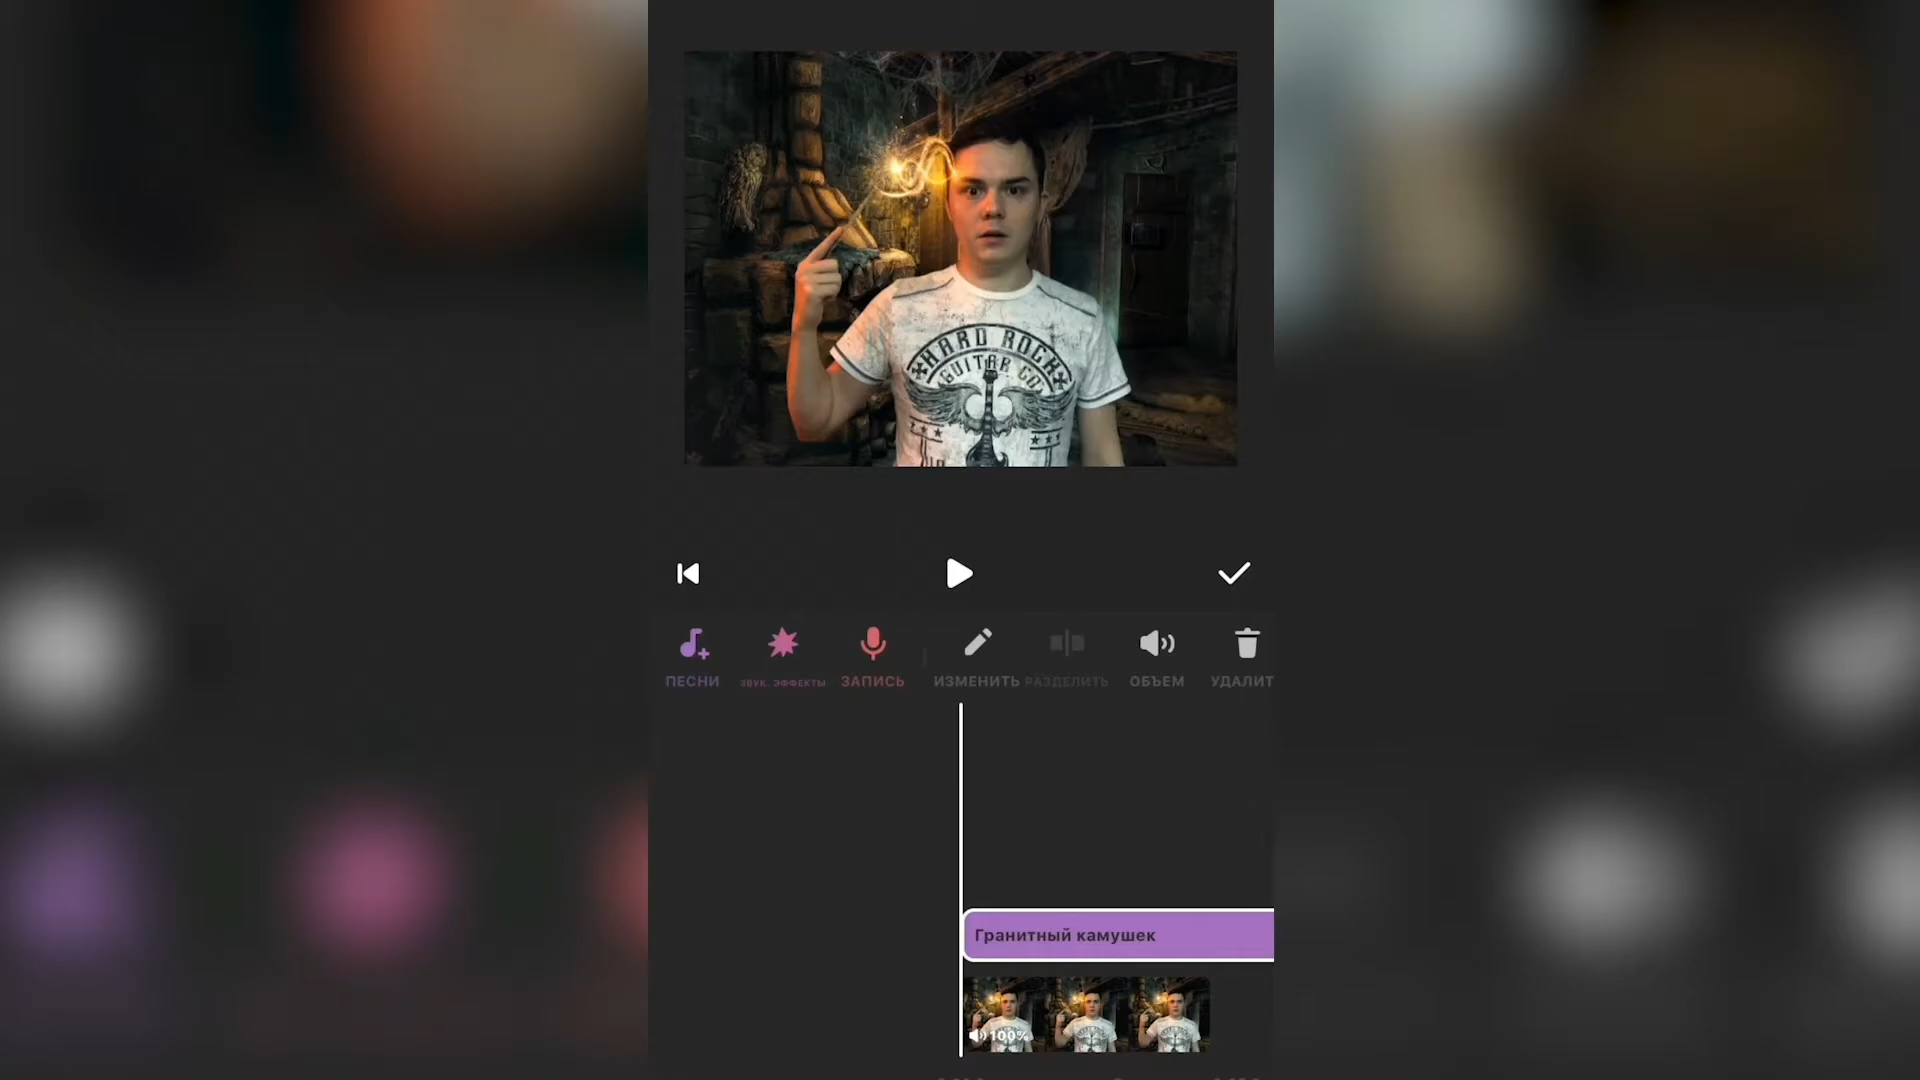 HARD ROCK
GUITAR CO
ПЕСНИ
ЗВУК. ЭФФЕКТЫ
ЗАПИСЬ
ИЗМЕНИТЬ
РАЗДЕЛИТЬ
ОБЪЕМ
УДАЛИТ
Гранитный камушек
100%